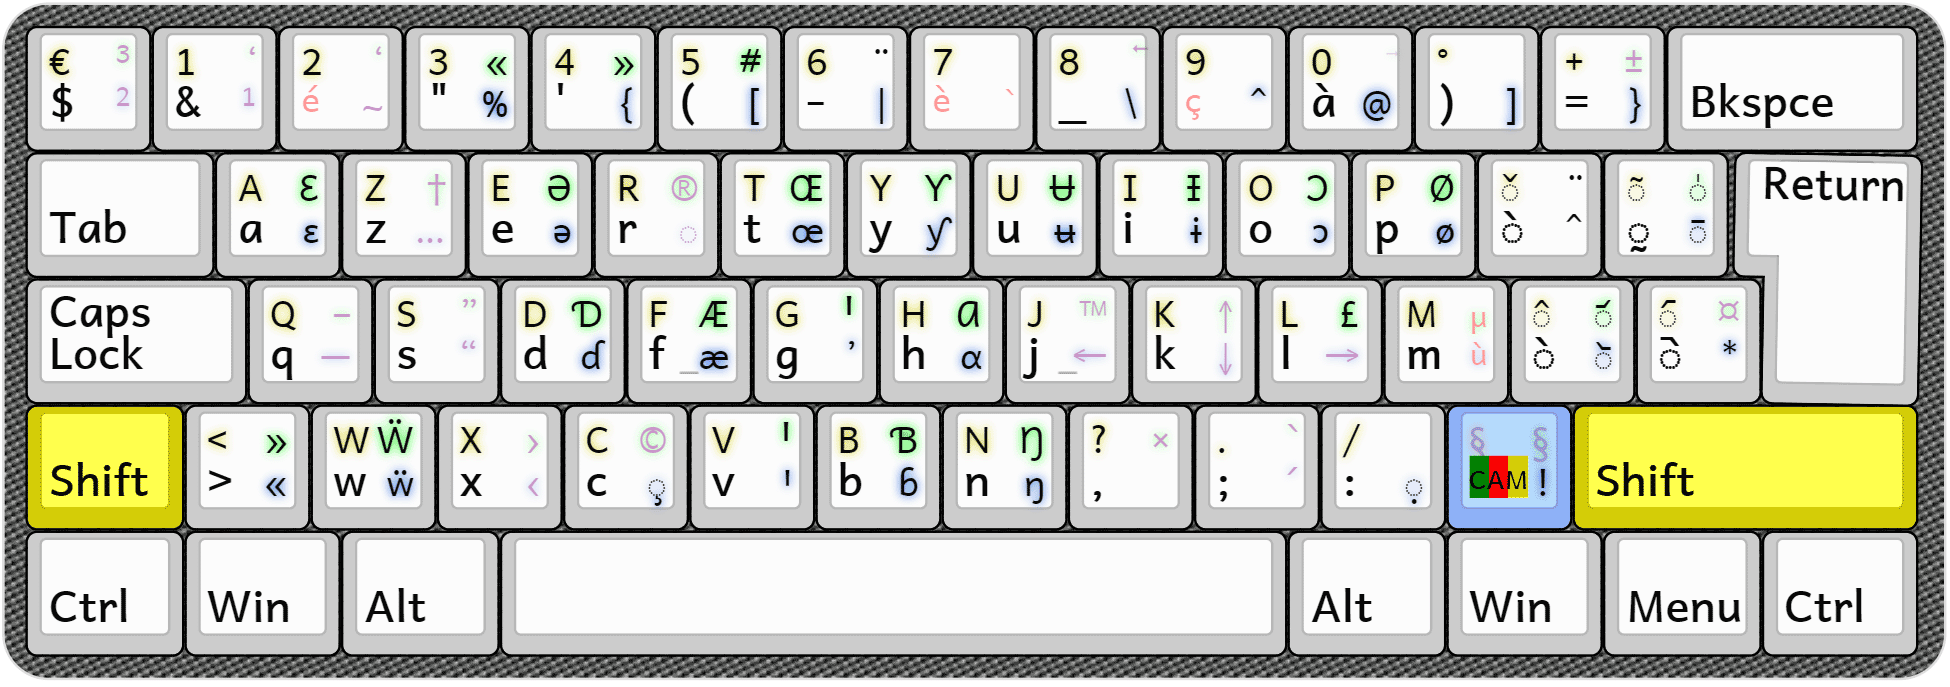 € 3 1 ‘ 2 ‘ 3 « 4 » 5 # 6 ¨ 7 8 ← 9 0 ° + ±
$ 2 & 1 é ~ " % ' { ( [ – | è ` _ \ ç ^ à @ ) ] = } Bkspce
A Ɛ Z † E Ə R ® T Œ Y Ƴ U Ʉ I Ɨ O Ɔ P Ø ◌̌ ¨ ◌̃ ◌̍ Return
Tab a ɛ z … e ə r ◌ t œ y ƴ u ʉ i ɨ o ɔ p ø ◌̀ ^ ◌̰ ◌̄
Caps Q – S ” D Ɗ F Æ G ˈ H Ɑ J ™ K ↑ L £ M µ ◌̂ ◌́ ¤
Lock q — s “ d ɗ f _æ g ’ h ɑ j _← k ↓ l → m ù ◌̀ ◌̀ *
< » W Ẅ X › C © V ˈ B Ɓ N Ŋ ? × . ` / § §
Shift > « w ẅ x ‹ c ◌̧ v ˈ b ɓ n ŋ , ; ´ : ◌̣ CAM ! Shift
Ctrl Win Alt Alt Win Menu Ctrl